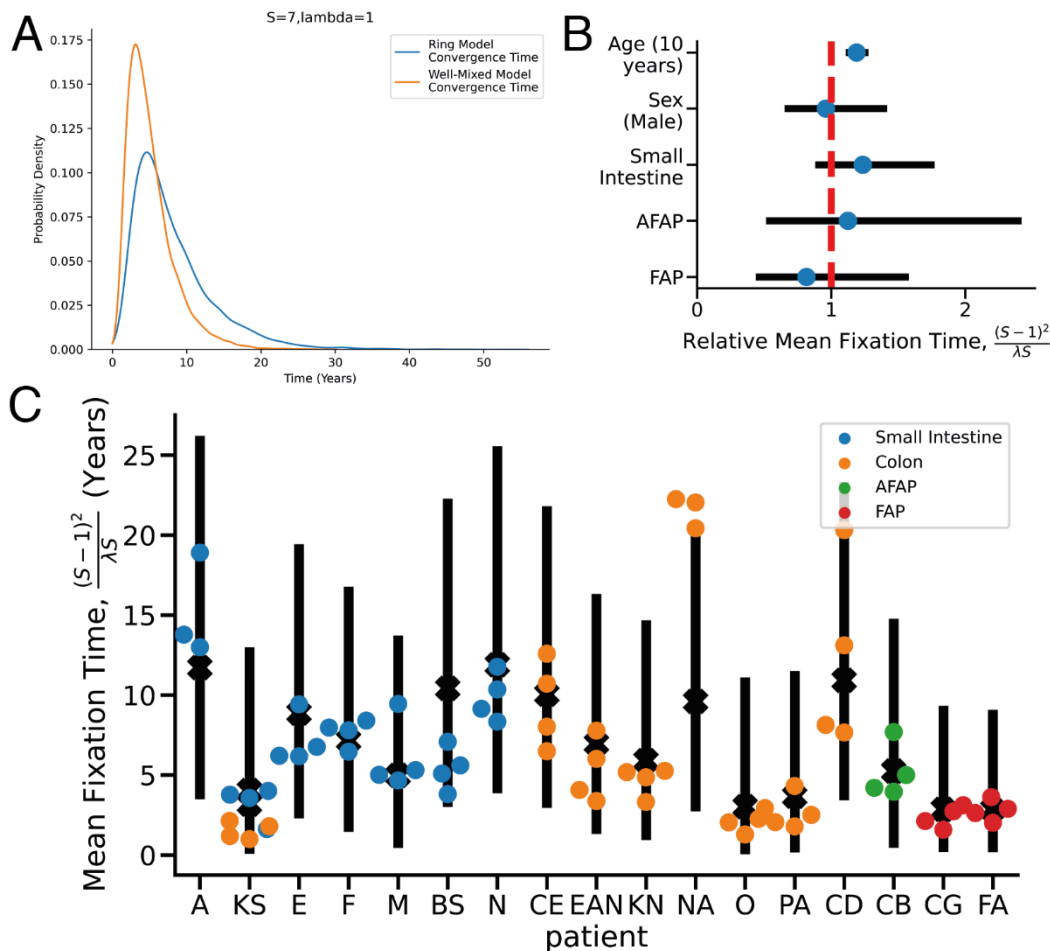 A
S=7,lambda=1
Ring Model
Convergence Time
Well-Mixed Model
Convergence Time
0.175
0.150
0.125
0.100
0.075
0.050
0.025
0.000
Probability Density
0 10 20 30 40 50
Time (Years)
B
Age (10
years)
Sex
(Male)
Small
Intestine
AFAP
FAP
0 1 2
Relative Mean Fixation Time, (S − 1)²/λS
C
Mean Fixation Time, (S − 1)²/λS (Years)
25
20
15
10
5
0
Small Intestine
Colon
AFAP
FAP
A KS E F M BS N CE EAN KN NA O PA CD CB CG FA
patient